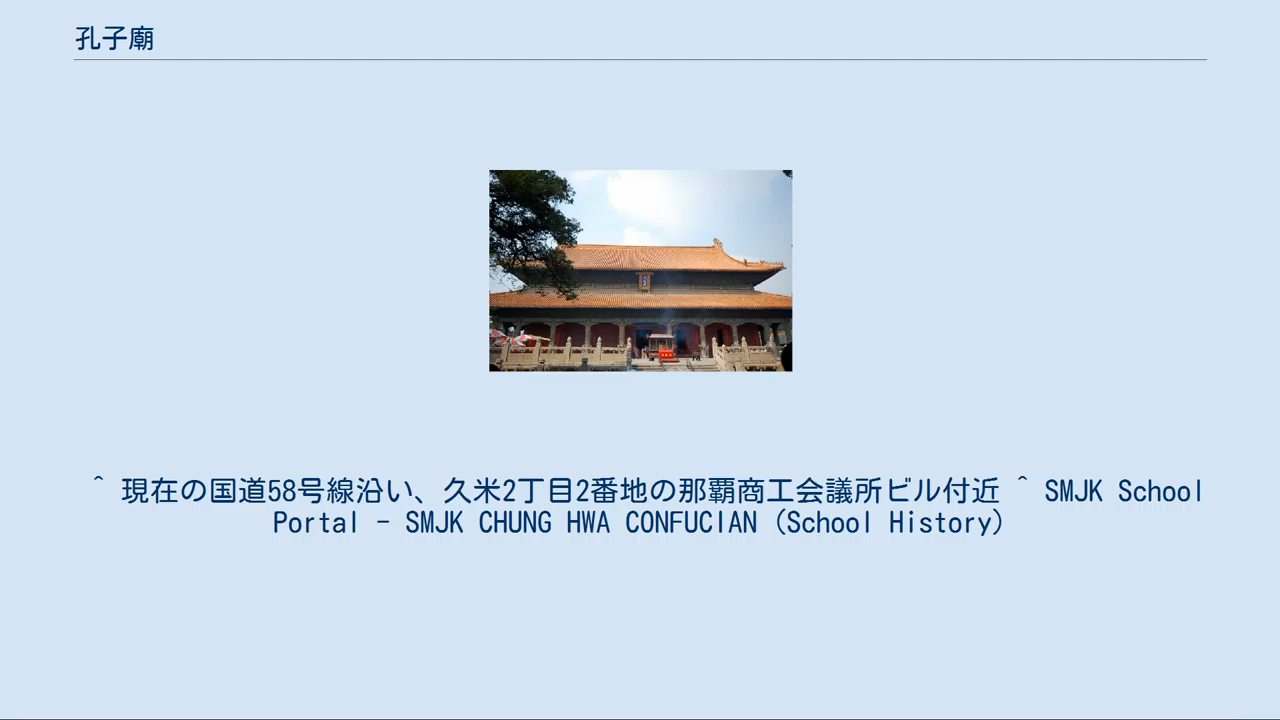 孔子廟
^ 現在の国道58号線沿い、久米2丁目2番地の那覇商工会議所ビル付近 ^ SMJK School
Portal - SMJK CHUNG HWA CONFUCIAN (School History)